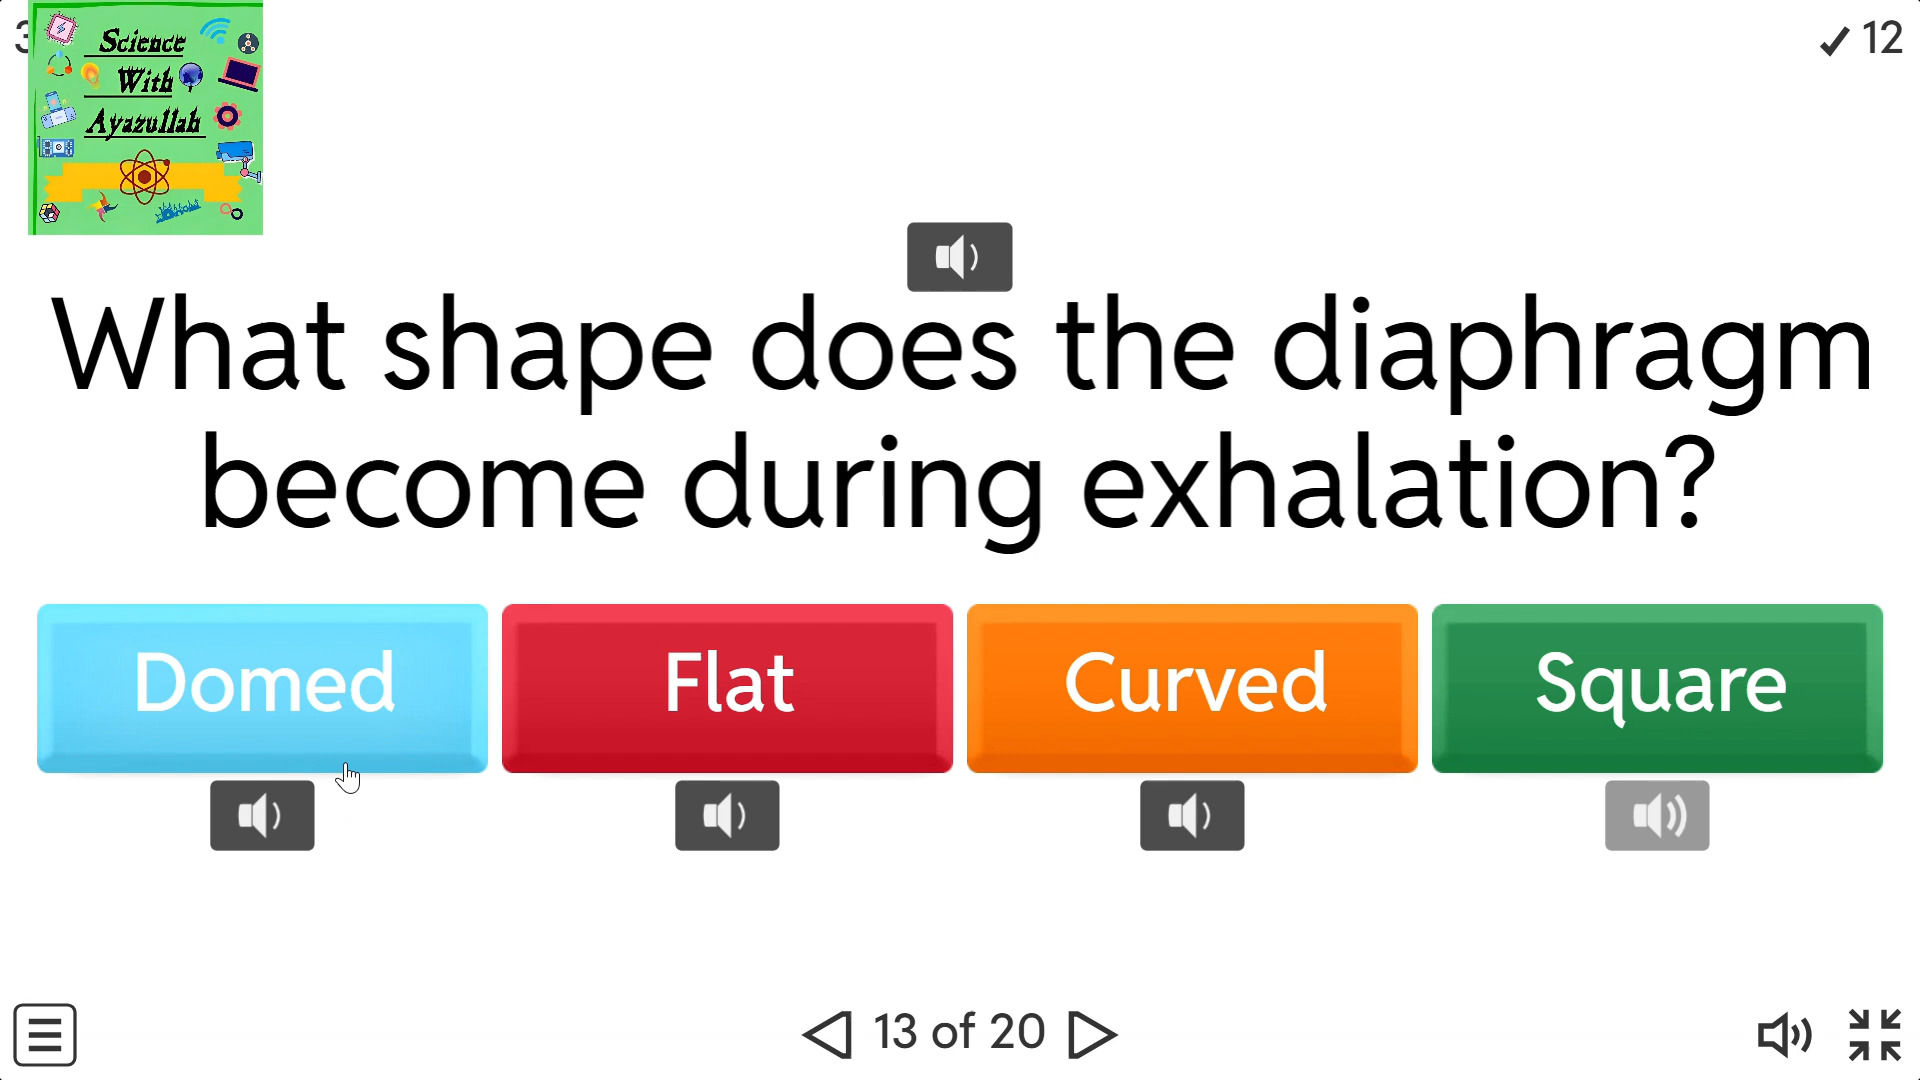 Science
With
Ayazullah
12
What shape does the diaphragm
become during exhalation?
Domed
Flat
Curved
Square
13 of 20